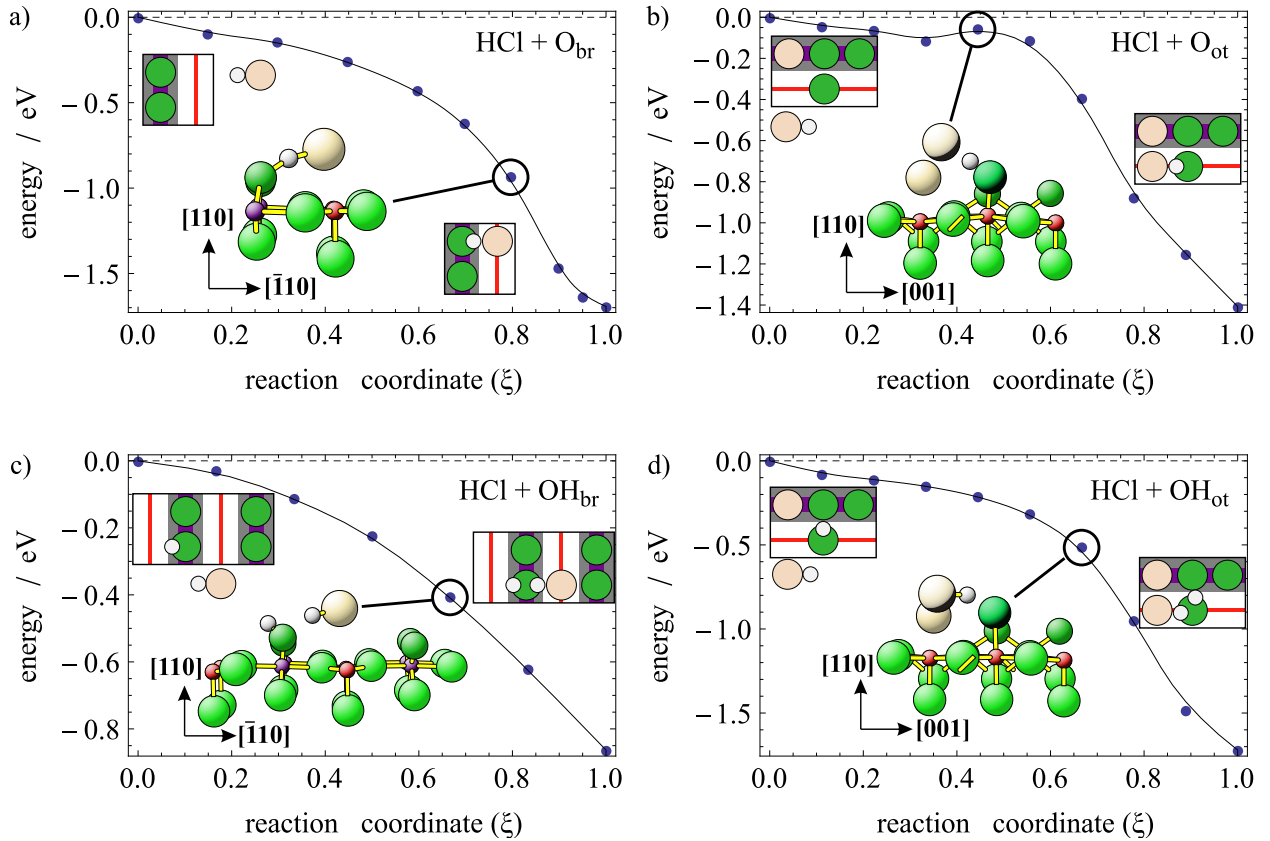 a)
HCl + O_br
energy / eV
0.0
−0.5
−1.0
−1.5
[110]
[1̄10]
0.0 0.2 0.4 0.6 0.8 1.0
reaction coordinate (ξ)
b)
HCl + O_ot
energy / eV
0.0
−0.2
−0.4
−0.6
−0.8
−1.0
−1.2
−1.4
[110]
[001]
0.0 0.2 0.4 0.6 0.8 1.0
reaction coordinate (ξ)
c)
HCl + OH_br
energy / eV
0.0
−0.2
−0.4
−0.6
−0.8
[110]
[1̄10]
0.0 0.2 0.4 0.6 0.8 1.0
reaction coordinate (ξ)
d)
HCl + OH_ot
energy / eV
0.0
−0.5
−1.0
−1.5
[110]
[001]
0.0 0.2 0.4 0.6 0.8 1.0
reaction coordinate (ξ)